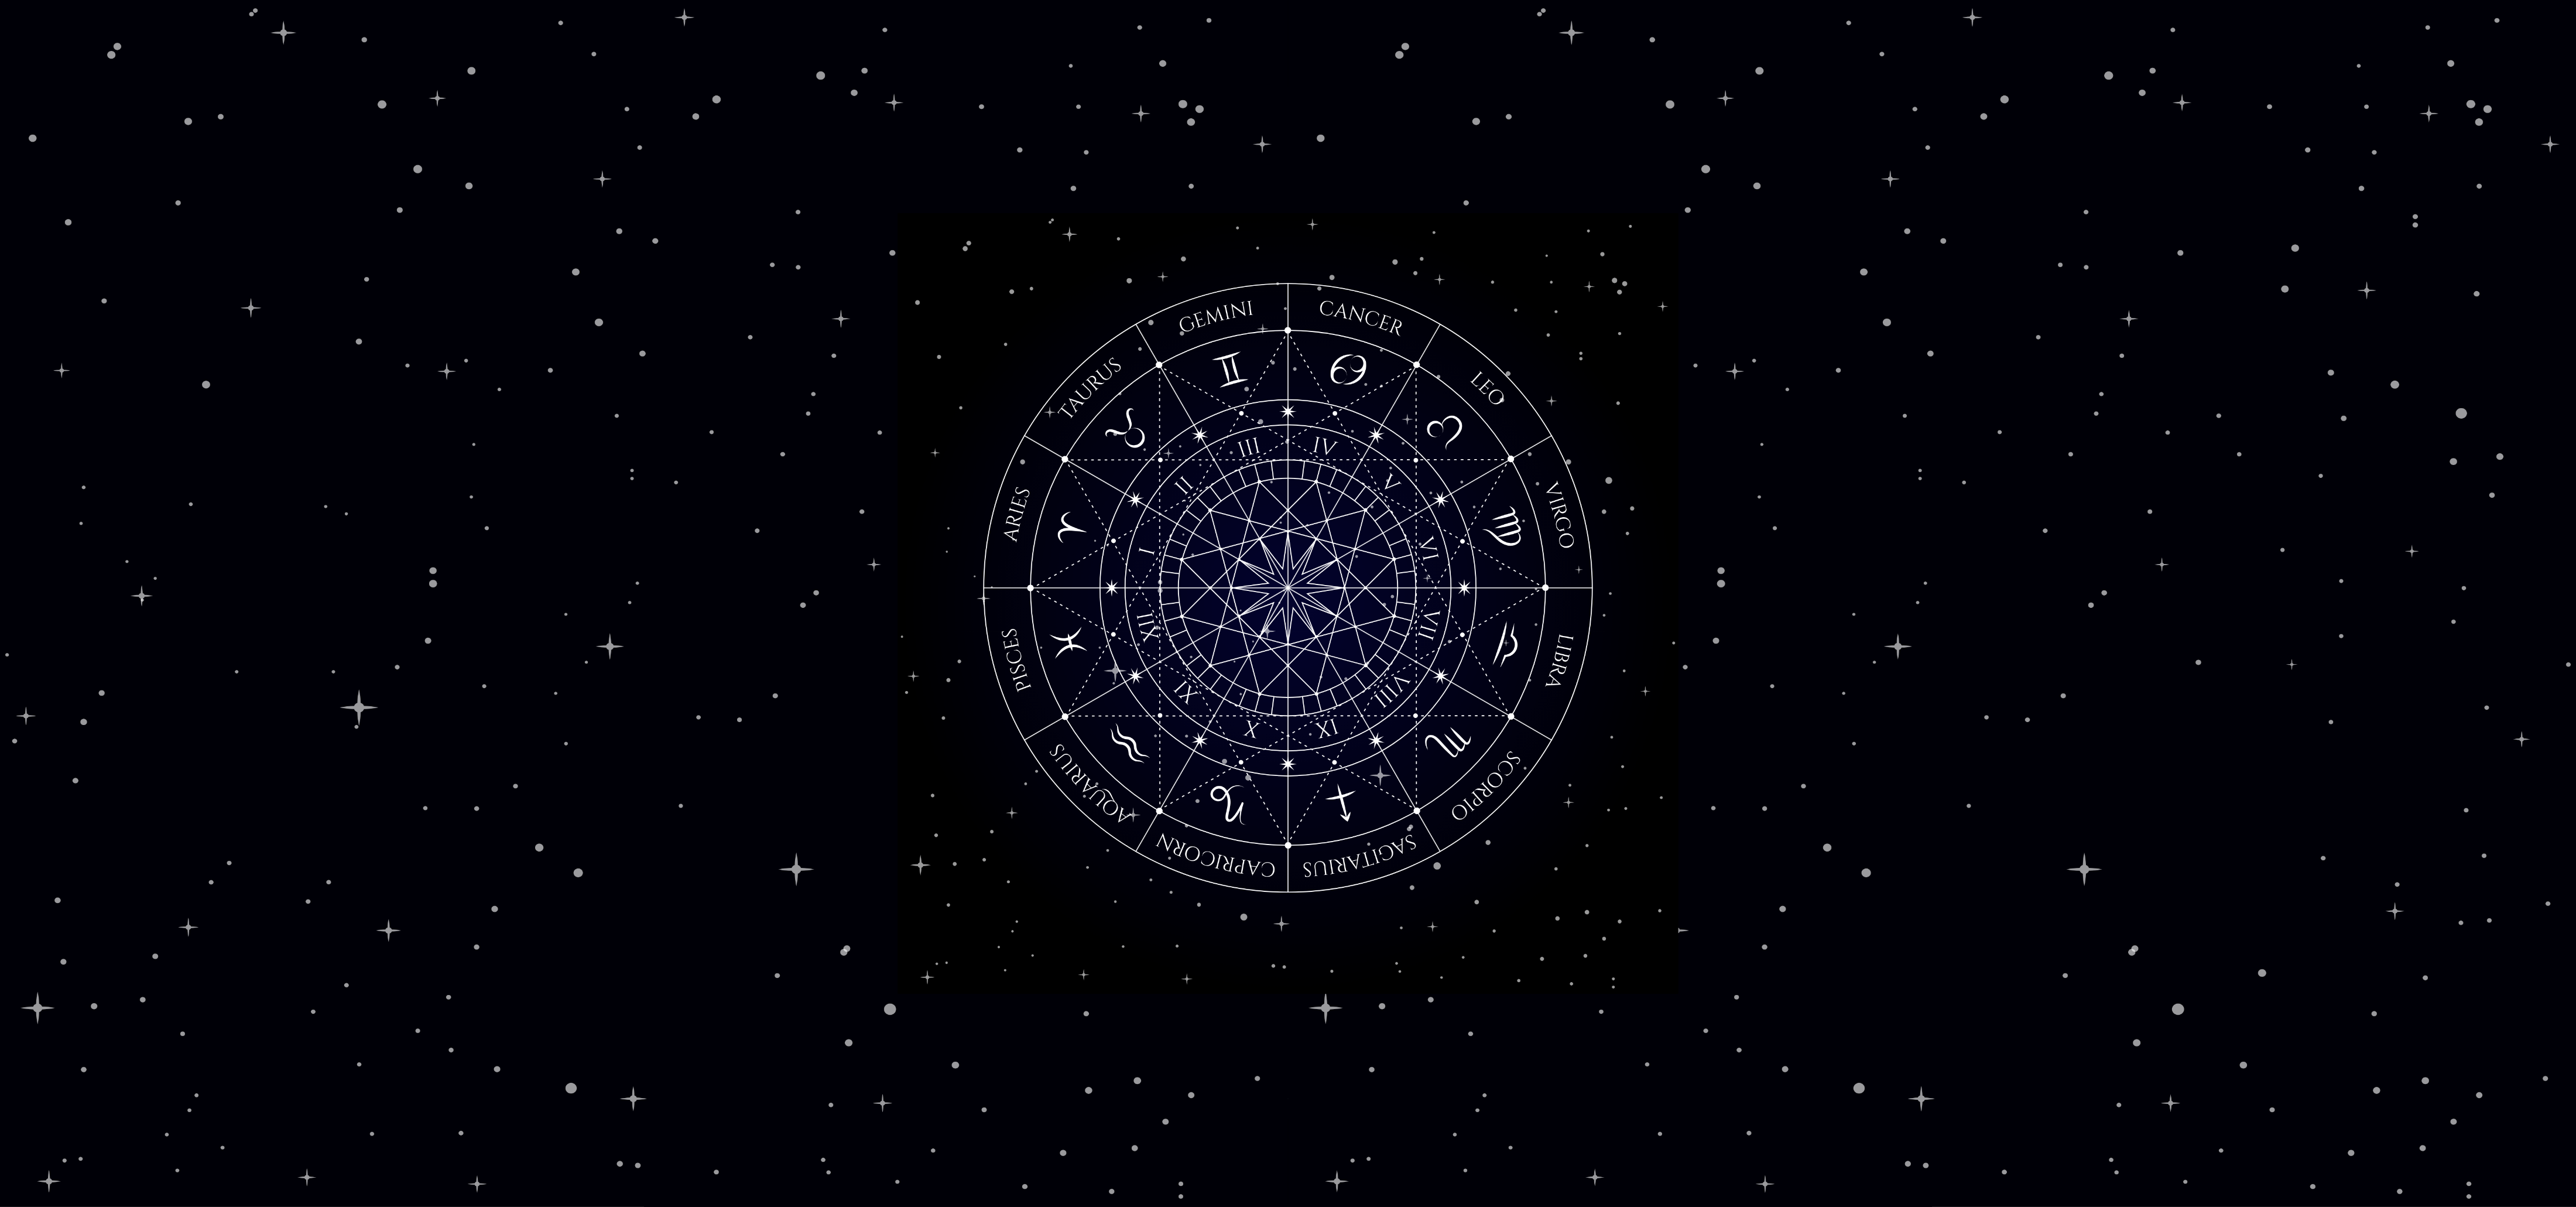 GEMINI
CANCER
LEO
VIRGO
LIBRA
SCORPIO
SAGITARIUS
CAPRICORN
AQUARIUS
PISCES
ARIES
TAURUS
I
II
III
IV
V
VI
VII
VIII
IX
X
XI
XII